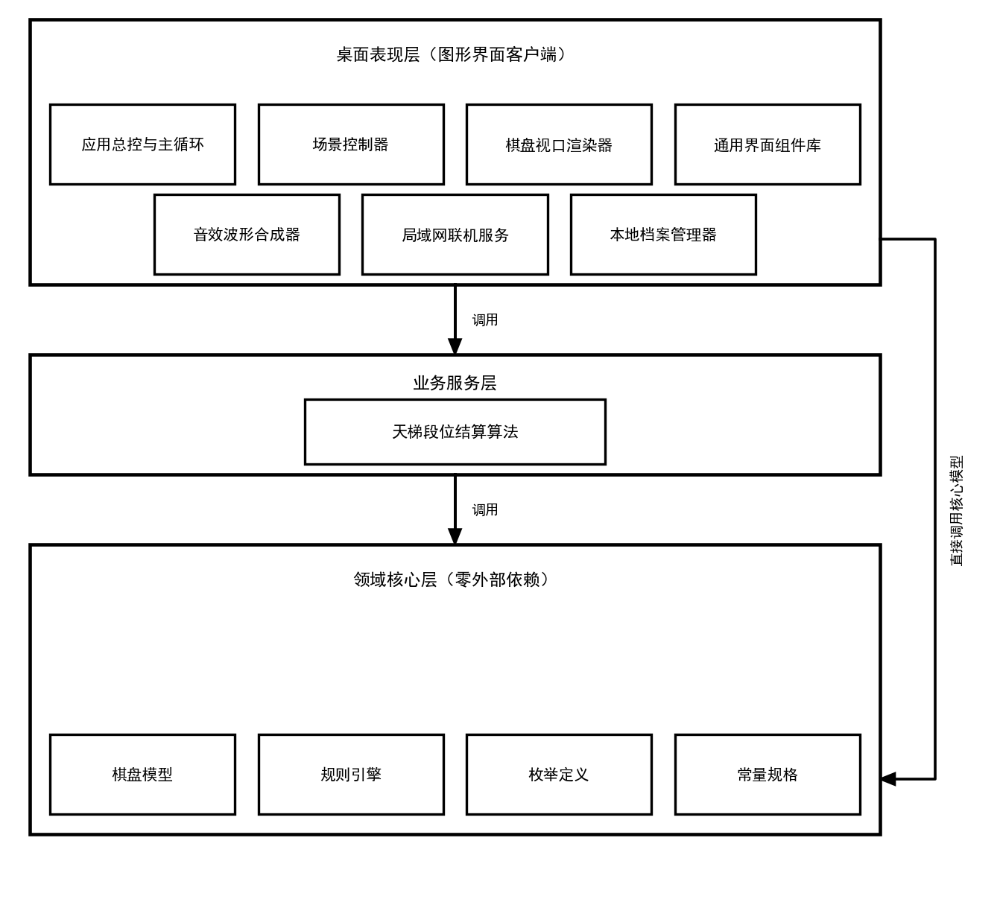 桌面表现层（图形界面客户端）
应用总控与主循环
场景控制器
棋盘视口渲染器
通用界面组件库
音效波形合成器
局域网联机服务
本地档案管理器
调用
业务服务层
天梯段位结算算法
调用
直接调用核心模型
领域核心层（零外部依赖）
棋盘模型
规则引擎
枚举定义
常量规格